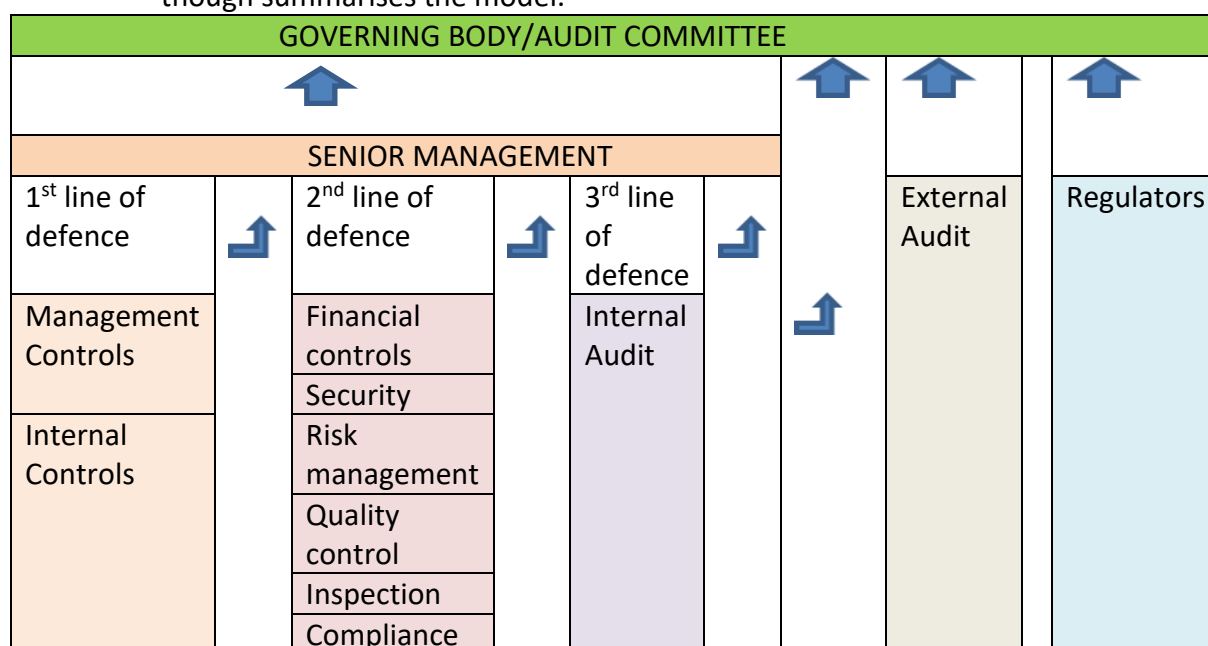 though summarises the model.
GOVERNING BODY/AUDIT COMMITTEE
SENIOR MANAGEMENT
1st line of
defence
2nd line of
defence
3rd line
of
defence
External
Audit
Regulators
Management
Controls
Financial
controls
Security
Internal
Audit
Internal
Controls
Risk
management
Quality
control
Inspection
Compliance